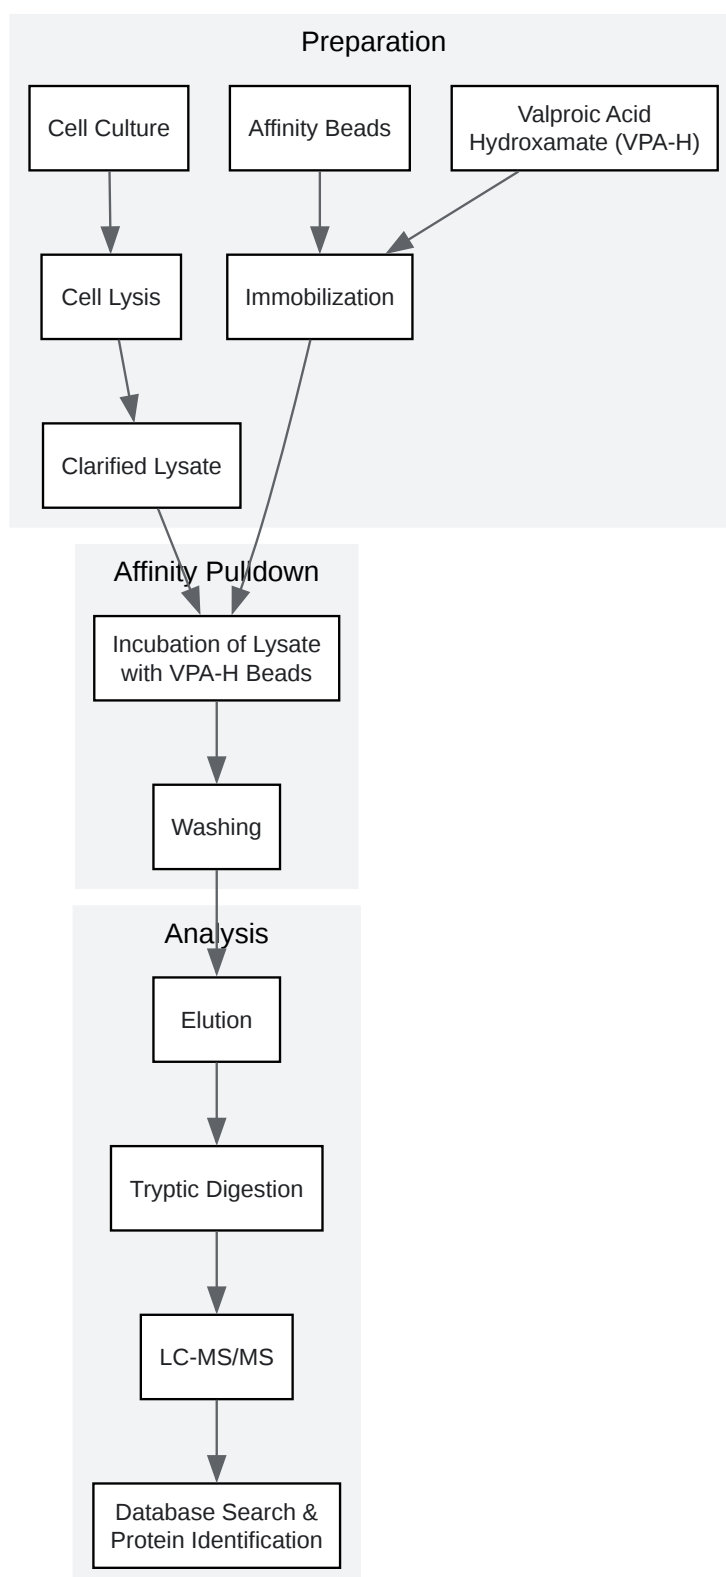 Preparation
Cell Culture
Affinity Beads
Valproic Acid
Hydroxamate (VPA-H)
Cell Lysis
Immobilization
Clarified Lysate
Affinity Pulldown
Incubation of Lysate
with VPA-H Beads
Washing
Analysis
Elution
Tryptic Digestion
LC-MS/MS
Database Search &
Protein Identification